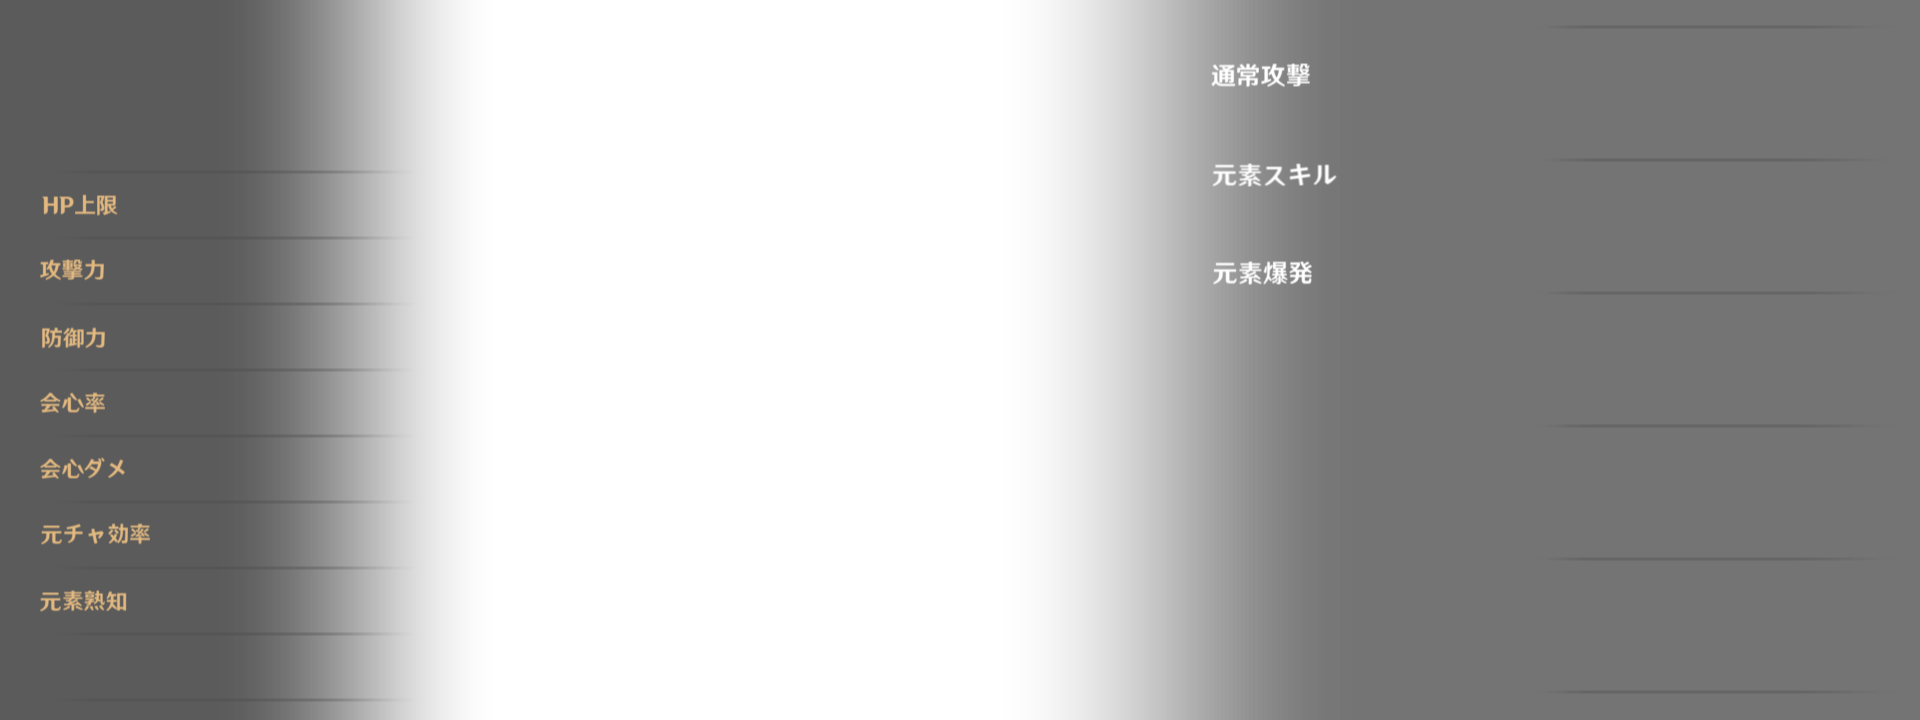 HP上限
攻撃力
防御力
会心率
会心ダメ
元チャ効率
元素熟知
通常攻撃
元素スキル
元素爆発